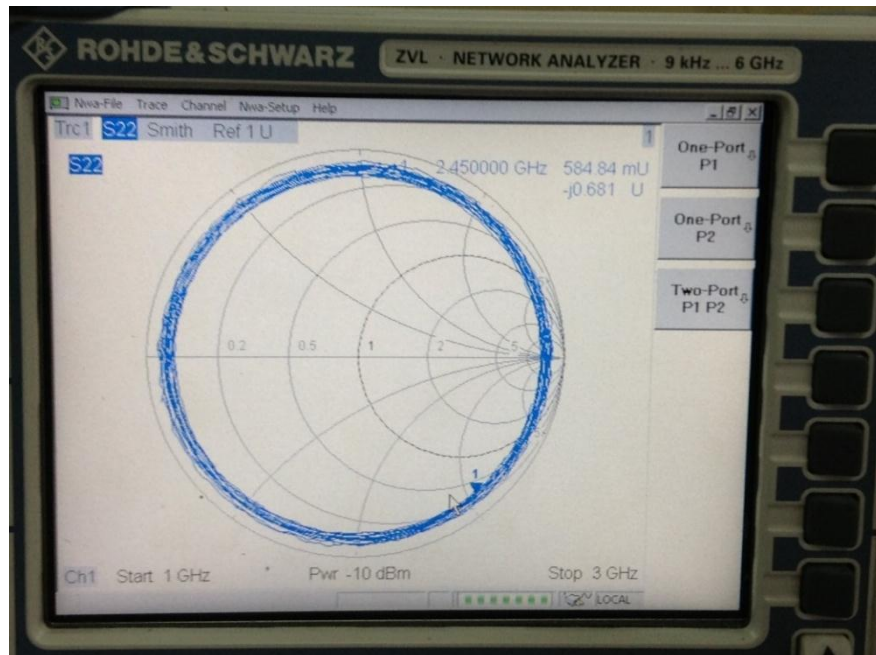 ROHDE&SCHWARZ
ZVL · NETWORK ANALYZER · 9 kHz ... 6 GHz
Nwa-File Trace Channel Nwa-Setup Help
Trc1 S22 Smith Ref 1 U
1
S22
1 2.450000 GHz 584.84 mU
-j0.681 U
One-Port
P1
One-Port
P2
Two-Port
P1 P2
0.2 0.5 1 2 5
1
Ch1 Start 1 GHz Pwr -10 dBm Stop 3 GHz
LOCAL